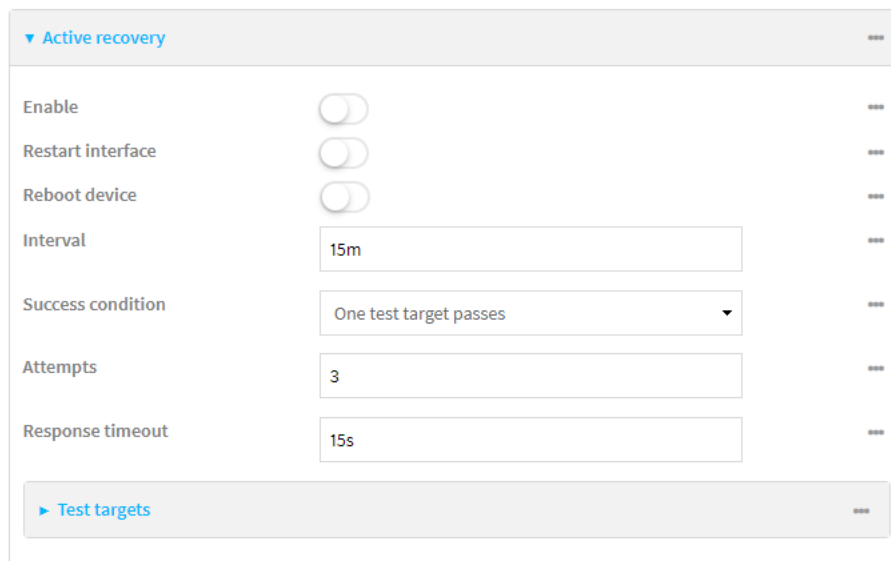 ▼ Active recovery
Enable
Restart interface
Reboot device
Interval 15m
Success condition One test target passes
Attempts 3
Response timeout 15s
► Test targets